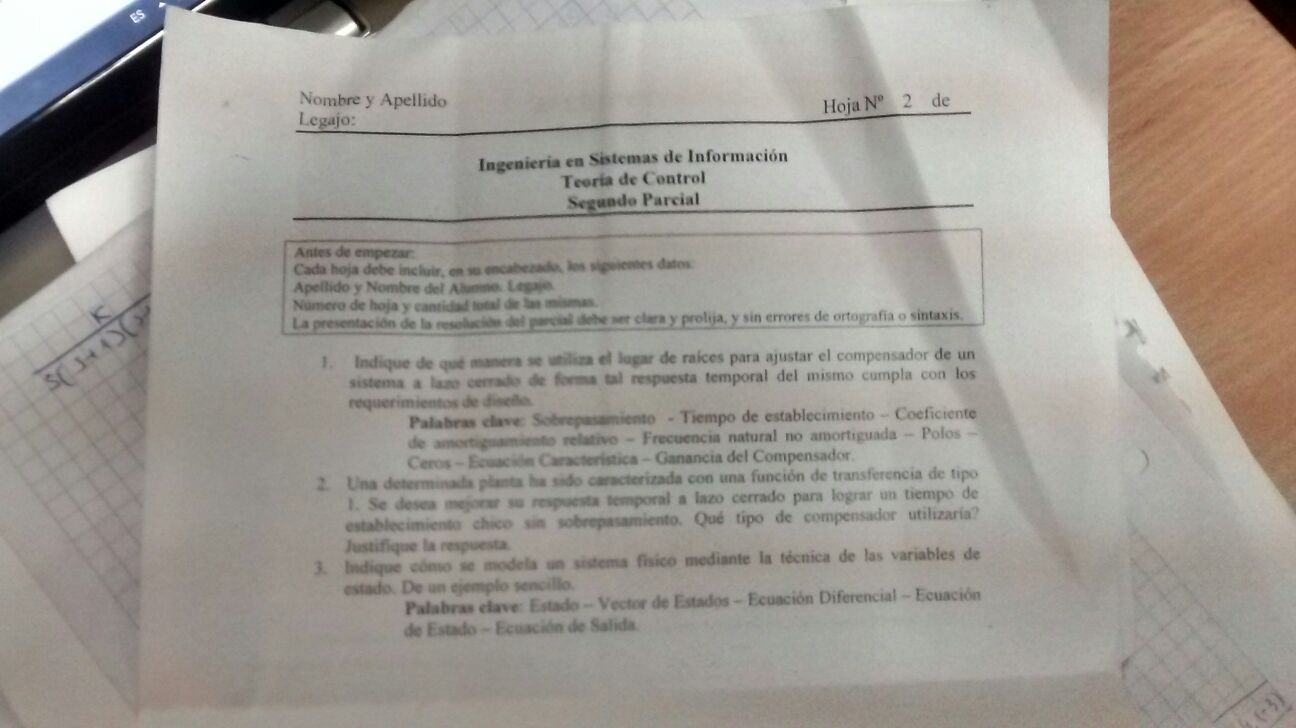 ES
Nombre y Apellido
Hoja Nº 2 de
Legajo:
Ingeniería en Sistemas de Información
Teoría de Control
Segundo Parcial
Antes de empezar:
Cada hoja debe incluir, en su encabezado, los siguientes datos:
Apellido y Nombre del Alumno. Legajo.
Número de hoja y cantidad total de las mismas.
La presentación de la resolución del parcial debe ser clara y prolija, y sin errores de ortografía o sintaxis.
1. Indique de qué manera se utiliza el lugar de raíces para ajustar el compensador de un
sistema a lazo cerrado de forma tal respuesta temporal del mismo cumpla con los
requerimientos de diseño.
Palabras clave: Sobrepasamiento - Tiempo de establecimiento – Coeficiente
de amortiguamiento relativo – Frecuencia natural no amortiguada – Polos –
Ceros – Ecuación Característica – Ganancia del Compensador.
2. Una determinada planta ha sido caracterizada con una función de transferencia de tipo
1. Se desea mejorar su respuesta temporal a lazo cerrado para lograr un tiempo de
establecimiento chico sin sobrepasamiento. Qué tipo de compensador utilizaría?
Justifique la respuesta.
3. Indique cómo se modela un sistema físico mediante la técnica de las variables de
estado. De un ejemplo sencillo.
Palabras clave: Estado – Vector de Estados – Ecuación Diferencial – Ecuación
de Estado – Ecuación de Salida.
K